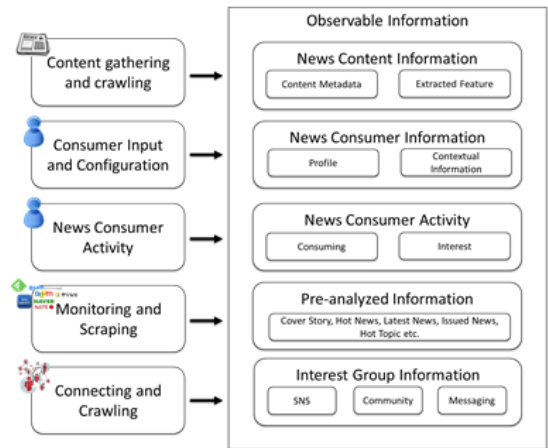 Observable Information
Content gathering
and crawling
News Content Information
Content Metadata
Extracted Feature
Consumer Input
and Configuration
News Consumer Information
Profile
Contextual
Information
News Consumer
Activity
News Consumer Activity
Consuming
Interest
NAVER
Monitoring and
Scraping
Pre-analyzed Information
Cover Story, Hot News, Latest News, Issued News,
Hot Topic etc.
Connecting and
Crawling
Interest Group Information
SNS
Community
Messaging